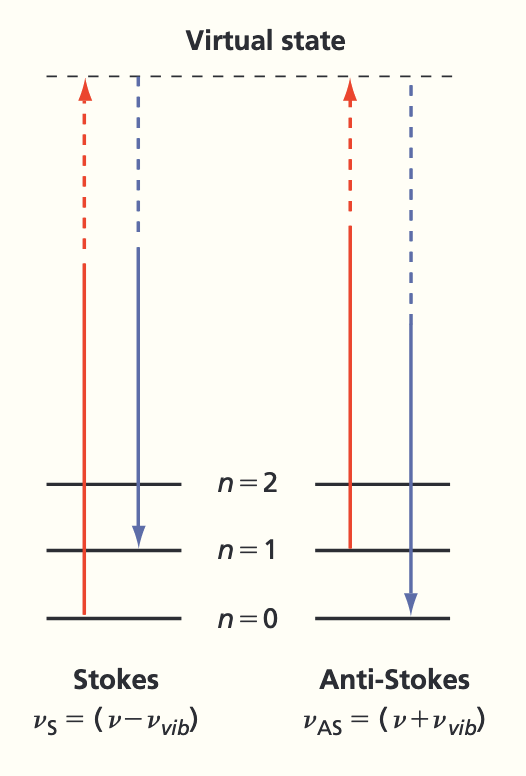 Virtual state
n=2
n=1
n=0
Stokes Anti-Stokes
νS = (ν−νvib) νAS = (ν+νvib)